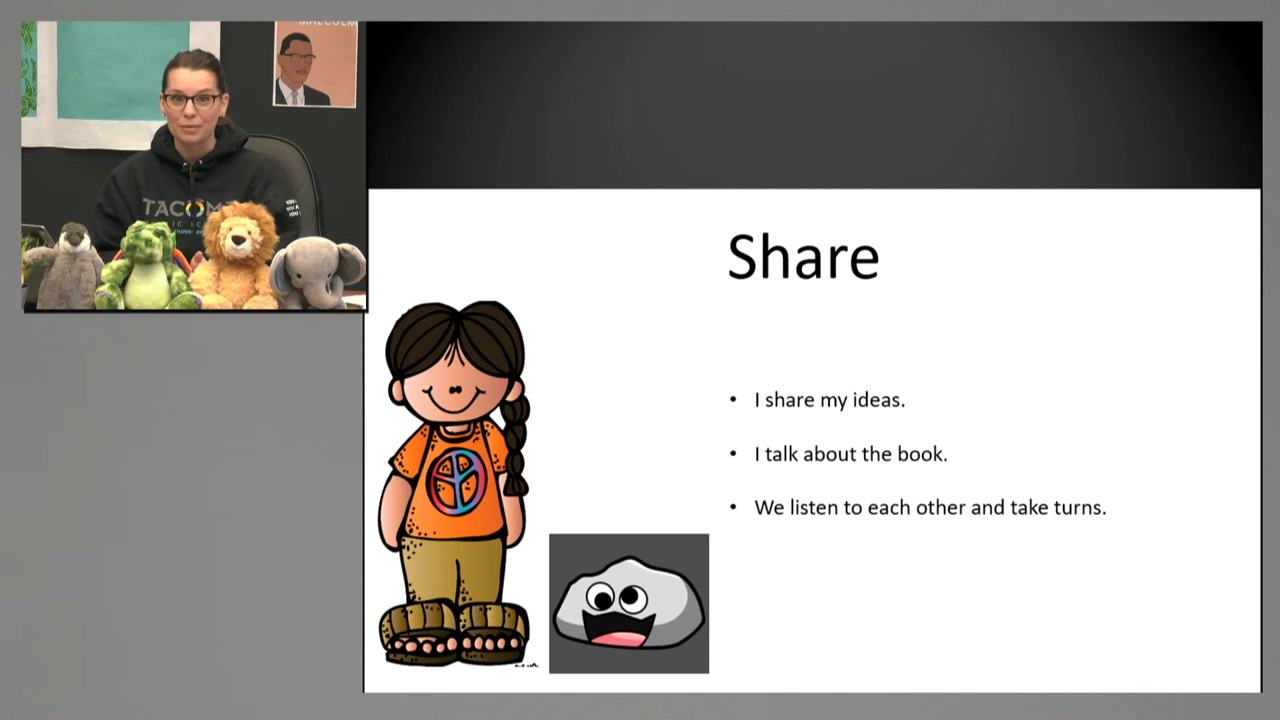 MALCOLM
TACOMA
Share
• I share my ideas.
• I talk about the book.
• We listen to each other and take turns.